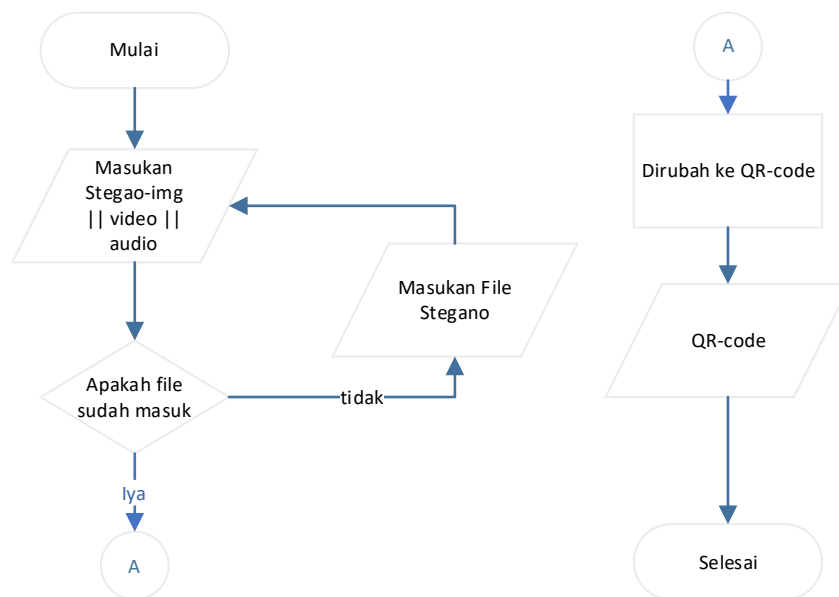 Mulai
Masukan
Stegao-img
|| video ||
audio
Masukan File
Stegano
Apakah file
sudah masuk
tidak
Iya
A
A
Dirubah ke QR-code
QR-code
Selesai